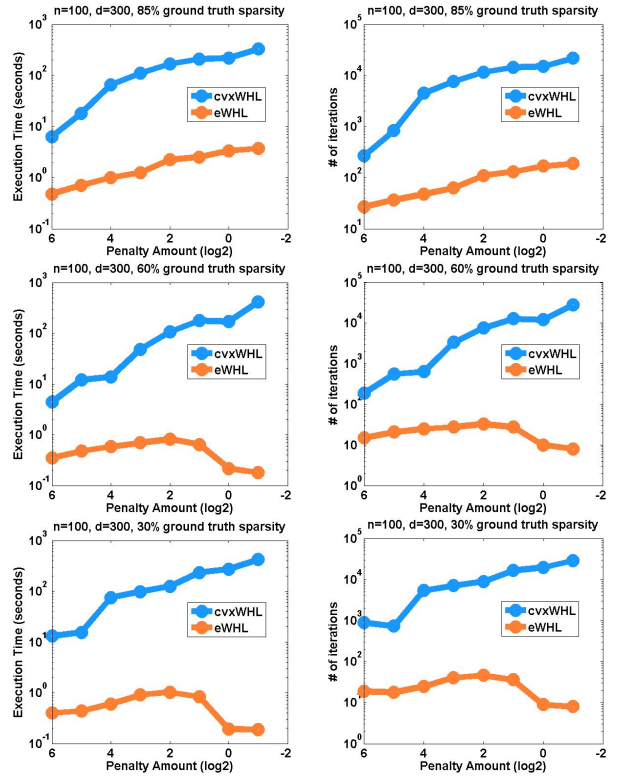 n=100, d=300, 85% ground truth sparsity
Execution Time (seconds)
10^3
10^2
10^1
10^0
10^-1
cvxWHL
eWHL
6 4 2 0 -2
Penalty Amount (log2)
n=100, d=300, 85% ground truth sparsity
# of iterations
10^5
10^4
10^3
10^2
10^1
cvxWHL
eWHL
6 4 2 0 -2
Penalty Amount (log2)
n=100, d=300, 60% ground truth sparsity
Execution Time (seconds)
10^3
10^2
10^1
10^0
10^-1
cvxWHL
eWHL
6 4 2 0 -2
Penalty Amount (log2)
n=100, d=300, 60% ground truth sparsity
# of iterations
10^5
10^4
10^3
10^2
10^1
10^0
cvxWHL
eWHL
6 4 2 0 -2
Penalty Amount (log2)
n=100, d=300, 30% ground truth sparsity
Execution Time (seconds)
10^3
10^2
10^1
10^0
10^-1
cvxWHL
eWHL
6 4 2 0 -2
Penalty Amount (log2)
n=100, d=300, 30% ground truth sparsity
# of iterations
10^5
10^4
10^3
10^2
10^1
10^0
cvxWHL
eWHL
6 4 2 0 -2
Penalty Amount (log2)